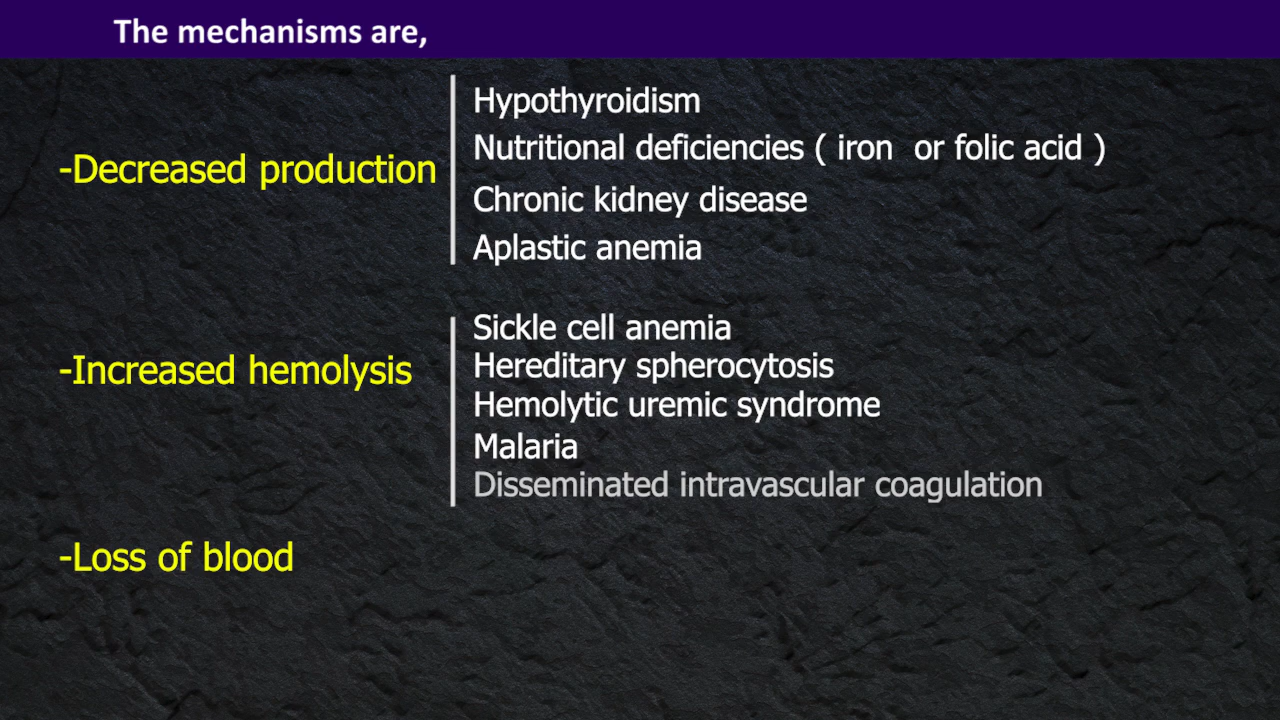 The mechanisms are,
-Decreased production
Hypothyroidism
Nutritional deficiencies ( iron  or folic acid )
Chronic kidney disease
Aplastic anemia
-Increased hemolysis
Sickle cell anemia
Hereditary spherocytosis
Hemolytic uremic syndrome
Malaria
Disseminated intravascular coagulation
-Loss of blood